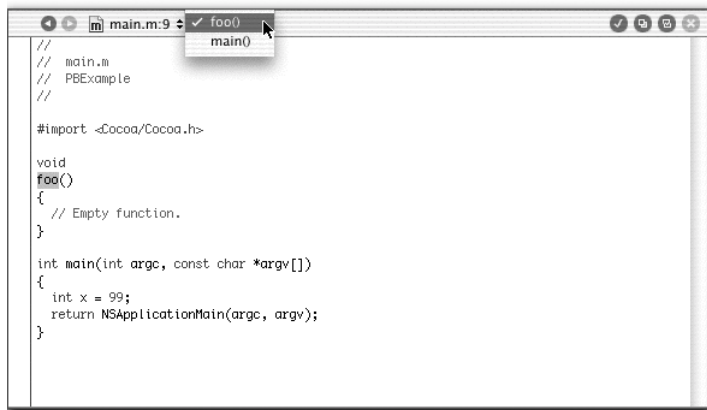 main.m:9
foo()
main()
//
//  main.m
//  PBExample
//
#import <Cocoa/Cocoa.h>
void
foo()
{
  // Empty function.
}
int main(int argc, const char *argv[])
{
  int x = 99;
  return NSApplicationMain(argc, argv);
}